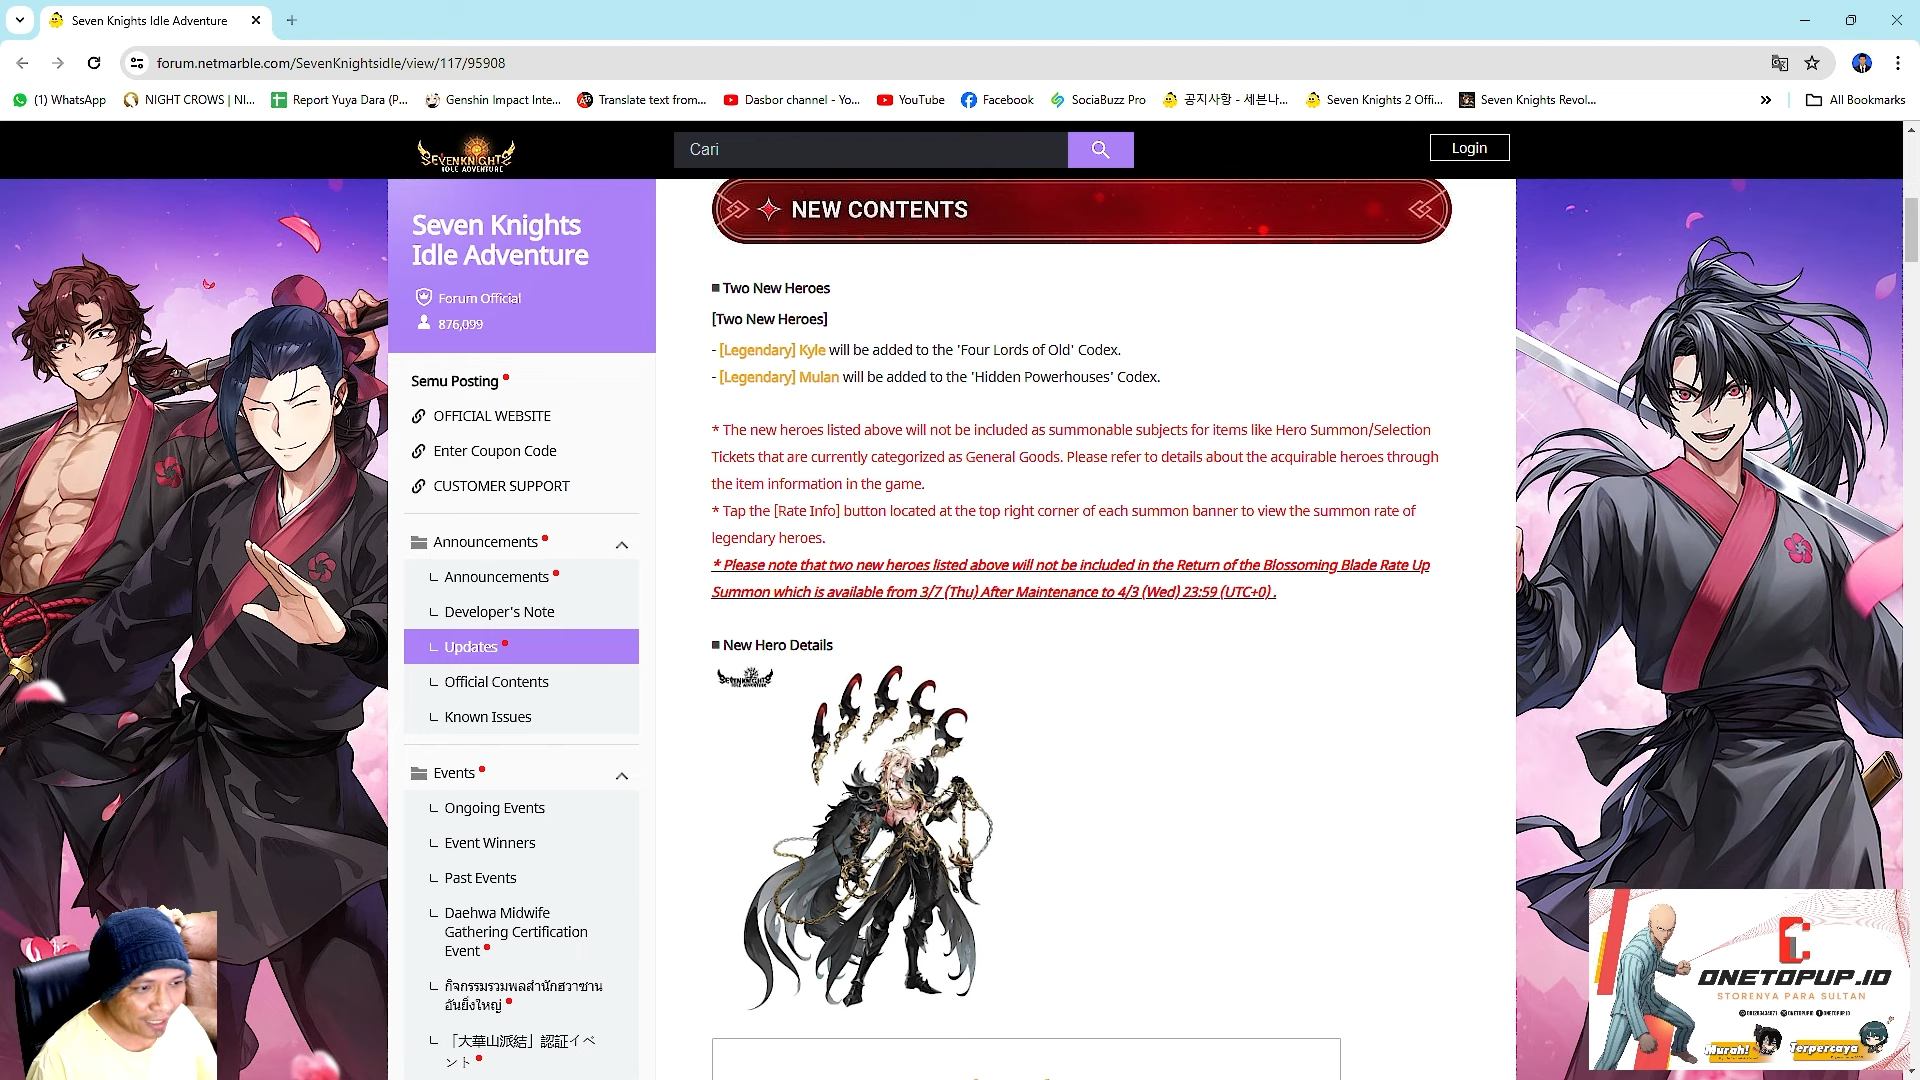 Seven Knights Idle Adventure
forum.netmarble.com/SevenKnightsidle/view/117/95908
(1) WhatsApp
NIGHT CROWS | NI...
Report Yuya Dara (P...
Genshin Impact Inte...
Translate text from...
Dasbor channel - Yo...
YouTube
Facebook
SociaBuzz Pro
공지사항 - 세븐나...
Seven Knights 2 Offi...
Seven Knights Revol...
All Bookmarks
SEVEN KNIGHTS
IDLE ADVENTURE
Cari
Login
Seven Knights
Idle Adventure
Forum Official
876,099
Semu Posting
OFFICIAL WEBSITE
Enter Coupon Code
CUSTOMER SUPPORT
Announcements
Announcements
Developer's Note
Updates
Official Contents
Known Issues
Events
Ongoing Events
Event Winners
Past Events
Daehwa Midwife
Gathering Certification
Event
กิจกรรมรวมพลสำนักฮวาซาน
อันยิ่งใหญ่
「大華山派結」認証イベ
ント
NEW CONTENTS
■ Two New Heroes
[Two New Heroes]
- [Legendary] Kyle will be added to the 'Four Lords of Old' Codex.
- [Legendary] Mulan will be added to the 'Hidden Powerhouses' Codex.
* The new heroes listed above will not be included as summonable subjects for items like Hero Summon/Selection
Tickets that are currently categorized as General Goods. Please refer to details about the acquirable heroes through
the item information in the game.
* Tap the [Rate Info] button located at the top right corner of each summon banner to view the summon rate of
legendary heroes.
* Please note that two new heroes listed above will not be included in the Return of the Blossoming Blade Rate Up
Summon which is available from 3/7 (Thu) After Maintenance to 4/3 (Wed) 23:59 (UTC+0) .
■ New Hero Details
SEVEN KNIGHTS
IDLE ADVENTURE
ONETOPUP.ID
STORENYA PARA SULTAN
Murah!
Terpercaya